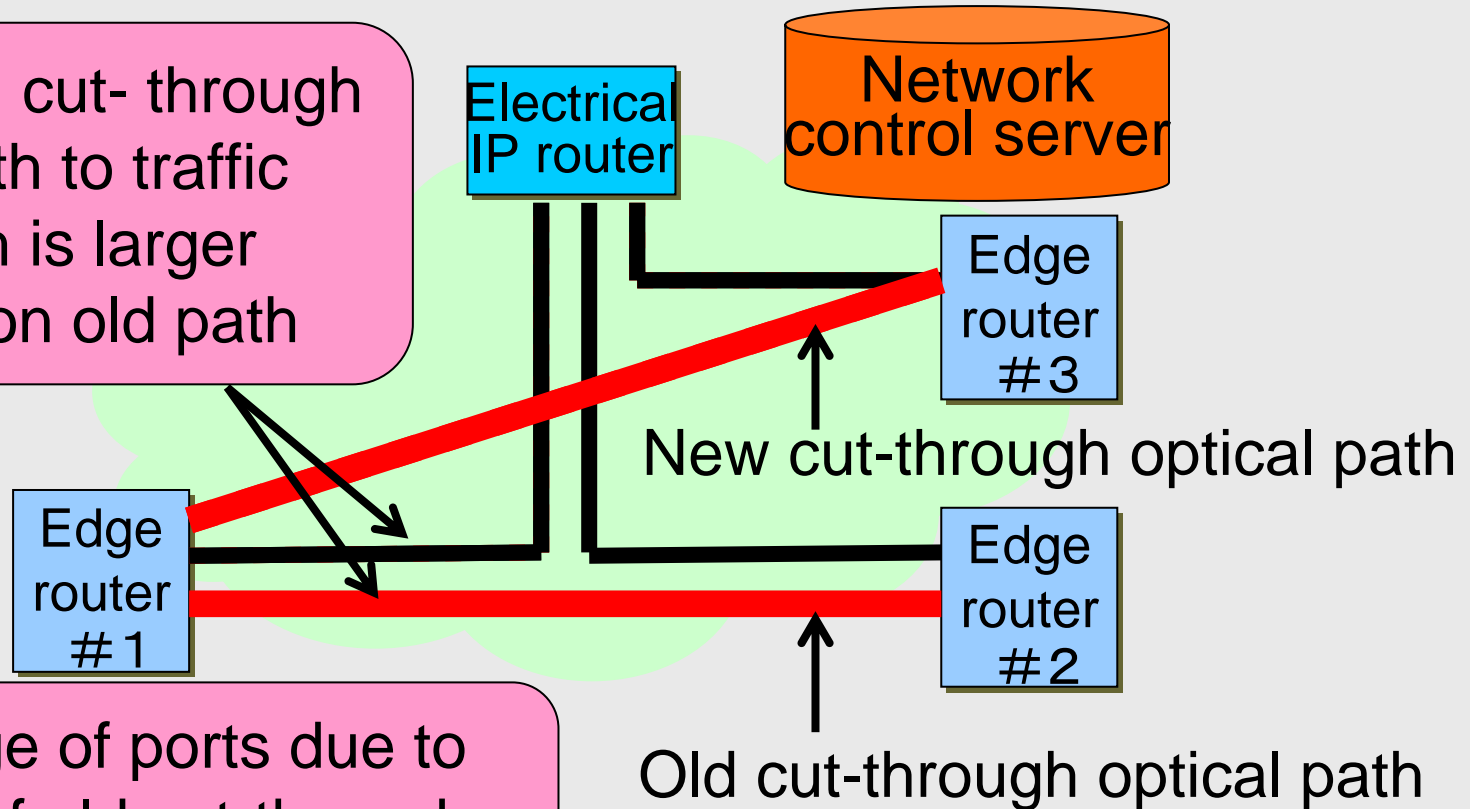 cut- through
th to traffic
is larger
on old path
Electrical
IP router
Network
control server
Edge
router
#3
New cut-through optical path
Edge
router
#1
Edge
router
#2
ge of ports due to
Old cut-through optical path